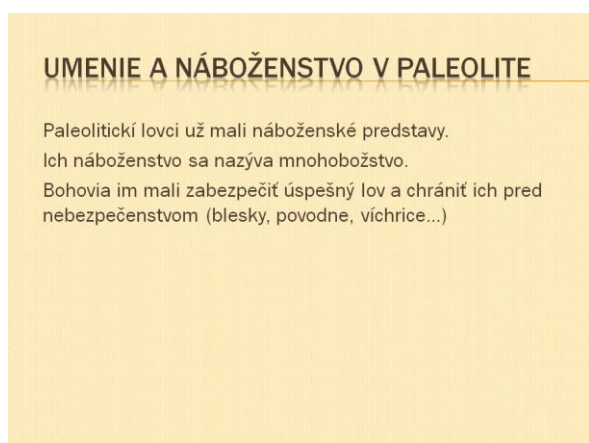 UMENIE A NÁBOŽENSTVO V PALEOLITE
Paleolitickí lovci už mali náboženské predstavy.
Ich náboženstvo sa nazýva mnohobožstvo.
Bohovia im mali zabezpečiť úspešný lov a chrániť ich pred
nebezpečenstvom (blesky, povodne, víchrice...)